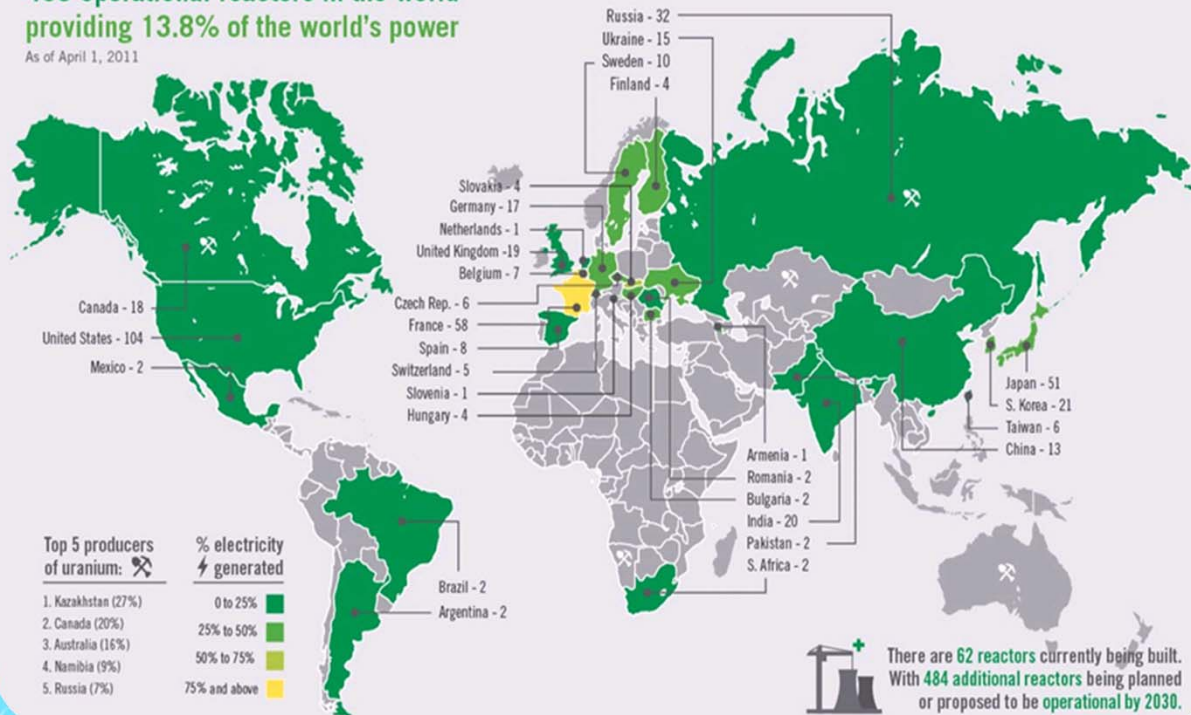 operational reactors in the world
providing 13.8% of the world's power
As of April 1, 2011
Russia - 32
Ukraine - 15
Sweden - 10
Finland - 4
Slovakia - 4
Germany - 17
Netherlands - 1
United Kingdom -19
Belgium - 7
Czech Rep. - 6
France - 58
Spain - 8
Switzerland - 5
Slovenia - 1
Hungary - 4
Canada - 18
United States - 104
Mexico - 2
Japan - 51
S. Korea - 21
Taiwan - 6
China - 13
Armenia - 1
Romania - 2
Bulgaria - 2
India - 20
Pakistan - 2
S. Africa - 2
Brazil - 2
Argentina - 2
Top 5 producers
of uranium:
1. Kazakhstan (27%)
2. Canada (20%)
3. Australia (16%)
4. Namibia (9%)
5. Russia (7%)
% electricity
generated
0 to 25%
25% to 50%
50% to 75%
75% and above
There are 62 reactors currently being built.
With 484 additional reactors being planned
or proposed to be operational by 2030.